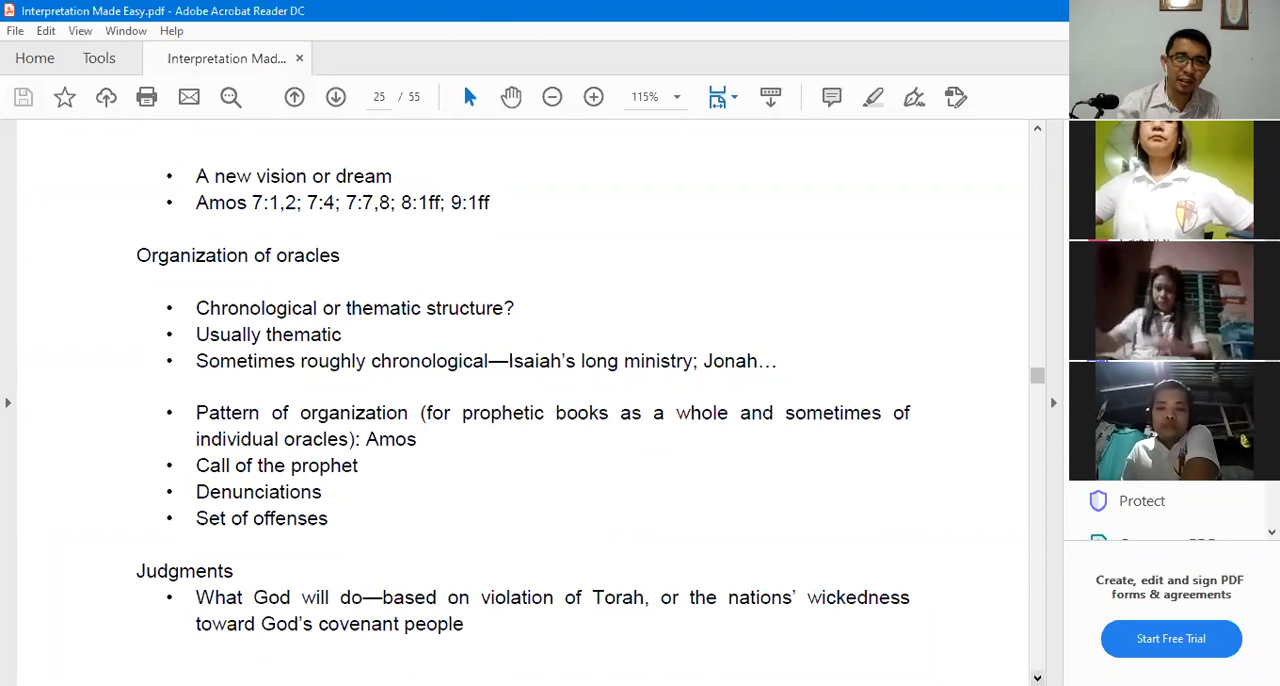 Interpretation Made Easy.pdf - Adobe Acrobat Reader DC
File Edit View Window Help
Home Tools Interpretation Mad... ×
25 / 55 115%
• A new vision or dream
• Amos 7:1,2; 7:4; 7:7,8; 8:1ff; 9:1ff
Organization of oracles
• Chronological or thematic structure?
• Usually thematic
• Sometimes roughly chronological—Isaiah's long ministry; Jonah…
• Pattern of organization (for prophetic books as a whole and sometimes of
individual oracles): Amos
• Call of the prophet
• Denunciations
• Set of offenses
Judgments
• What God will do—based on violation of Torah, or the nations' wickedness
toward God's covenant people
Protect
Create, edit and sign PDF
forms & agreements
Start Free Trial